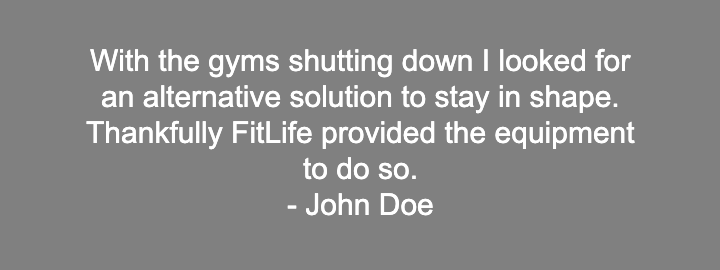 With the gyms shutting down I looked for
an alternative solution to stay in shape.
Thankfully FitLife provided the equipment
to do so.
- John Doe